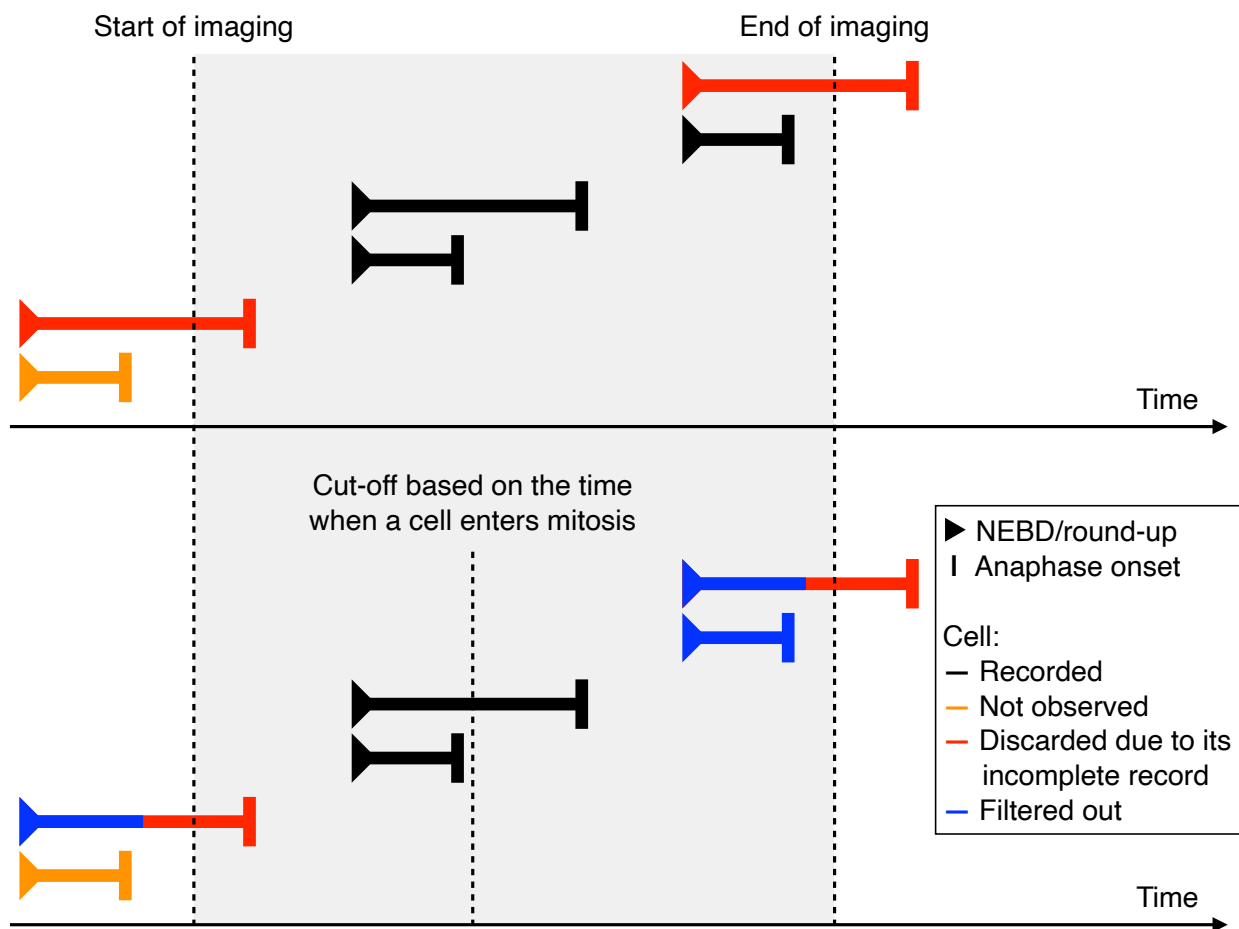 Start of imaging
End of imaging
Time
Cut-off based on the time
when a cell enters mitosis
NEBD/round-up
Anaphase onset
Cell:
Recorded
Not observed
Discarded due to its
incomplete record
Filtered out
Time